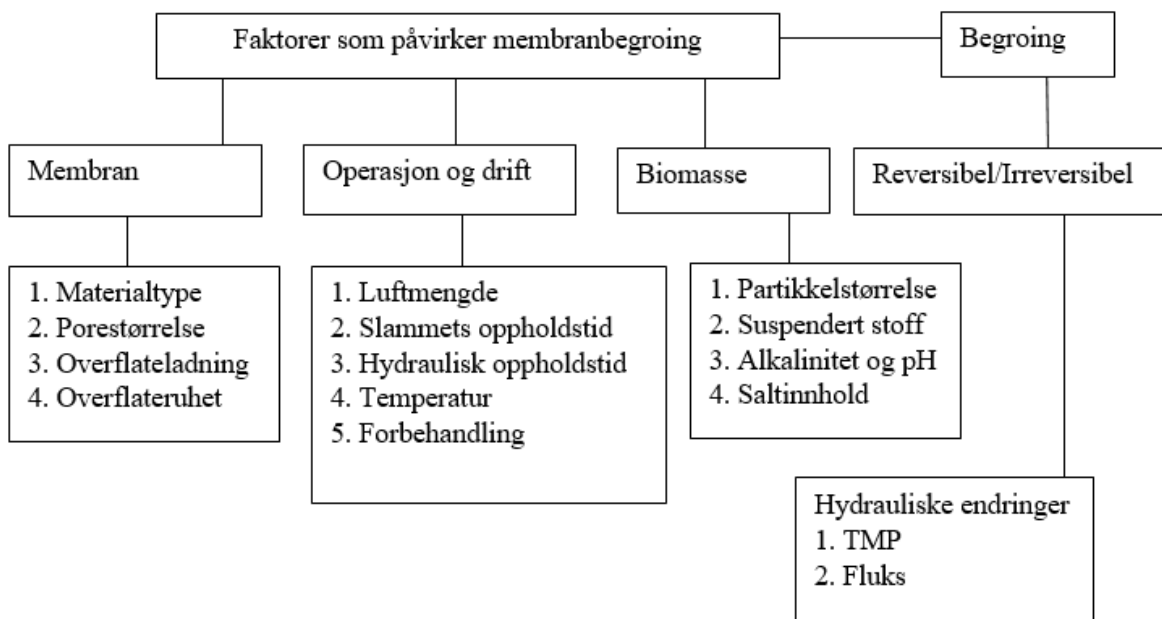 Faktorer som påvirker membranbegroing
Begroing
Membran
Operasjon og drift
Biomasse
Reversibel/Irreversibel
1. Materialtype
2. Porestørrelse
3. Overflateladning
4. Overflateruhet
1. Luftmengde
2. Slammets oppholdstid
3. Hydraulisk oppholdstid
4. Temperatur
5. Forbehandling
1. Partikkelstørrelse
2. Suspendert stoff
3. Alkalinitet og pH
4. Saltinnhold
Hydrauliske endringer
1. TMP
2. Fluks